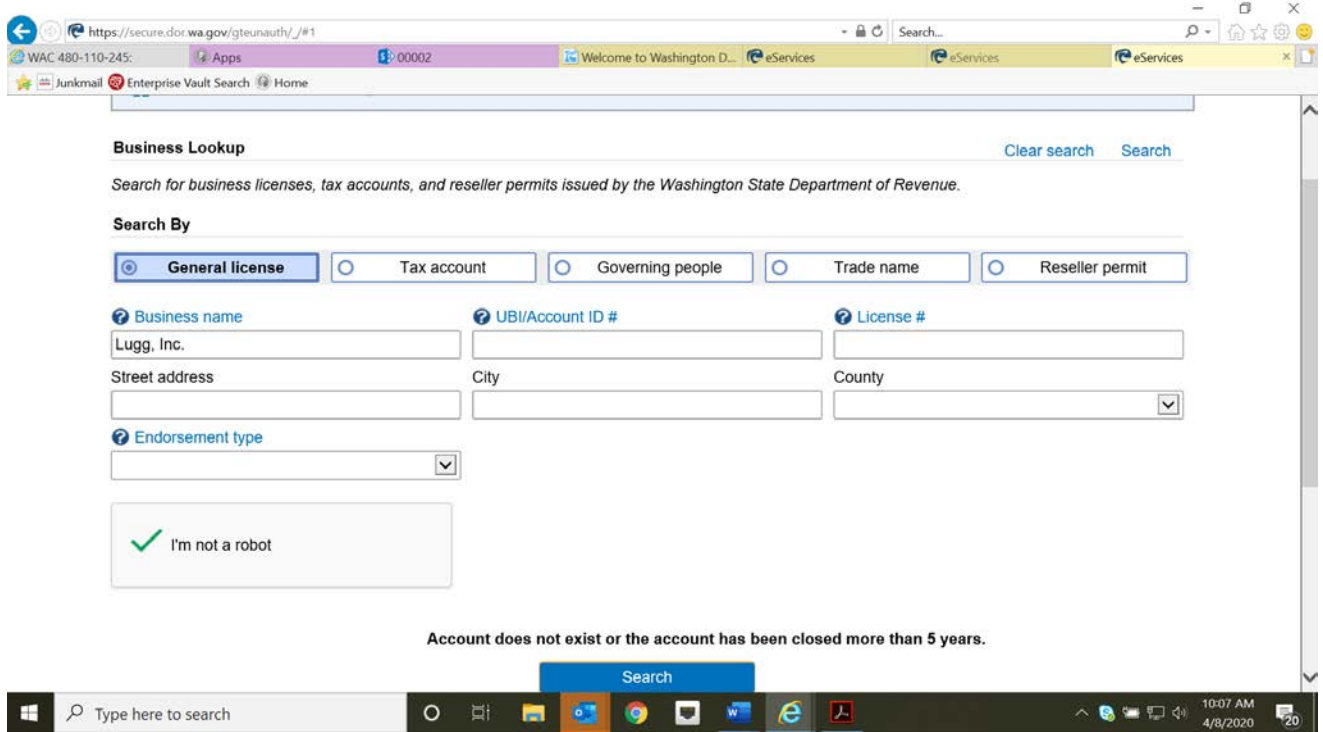 https://secure.dor.wa.gov/gteunauth/_/#1
Search...
WAC 480-110-245:
Apps
00002
Welcome to Washington D...
eServices
eServices
eServices
Junkmail
Enterprise Vault Search
Home
Business Lookup
Clear search
Search
Search for business licenses, tax accounts, and reseller permits issued by the Washington State Department of Revenue.
Search By
General license
Tax account
Governing people
Trade name
Reseller permit
Business name
UBI/Account ID #
License #
Lugg, Inc.
Street address
City
County
Endorsement type
I'm not a robot
Account does not exist or the account has been closed more than 5 years.
Search
Type here to search
10:07 AM
4/8/2020
20